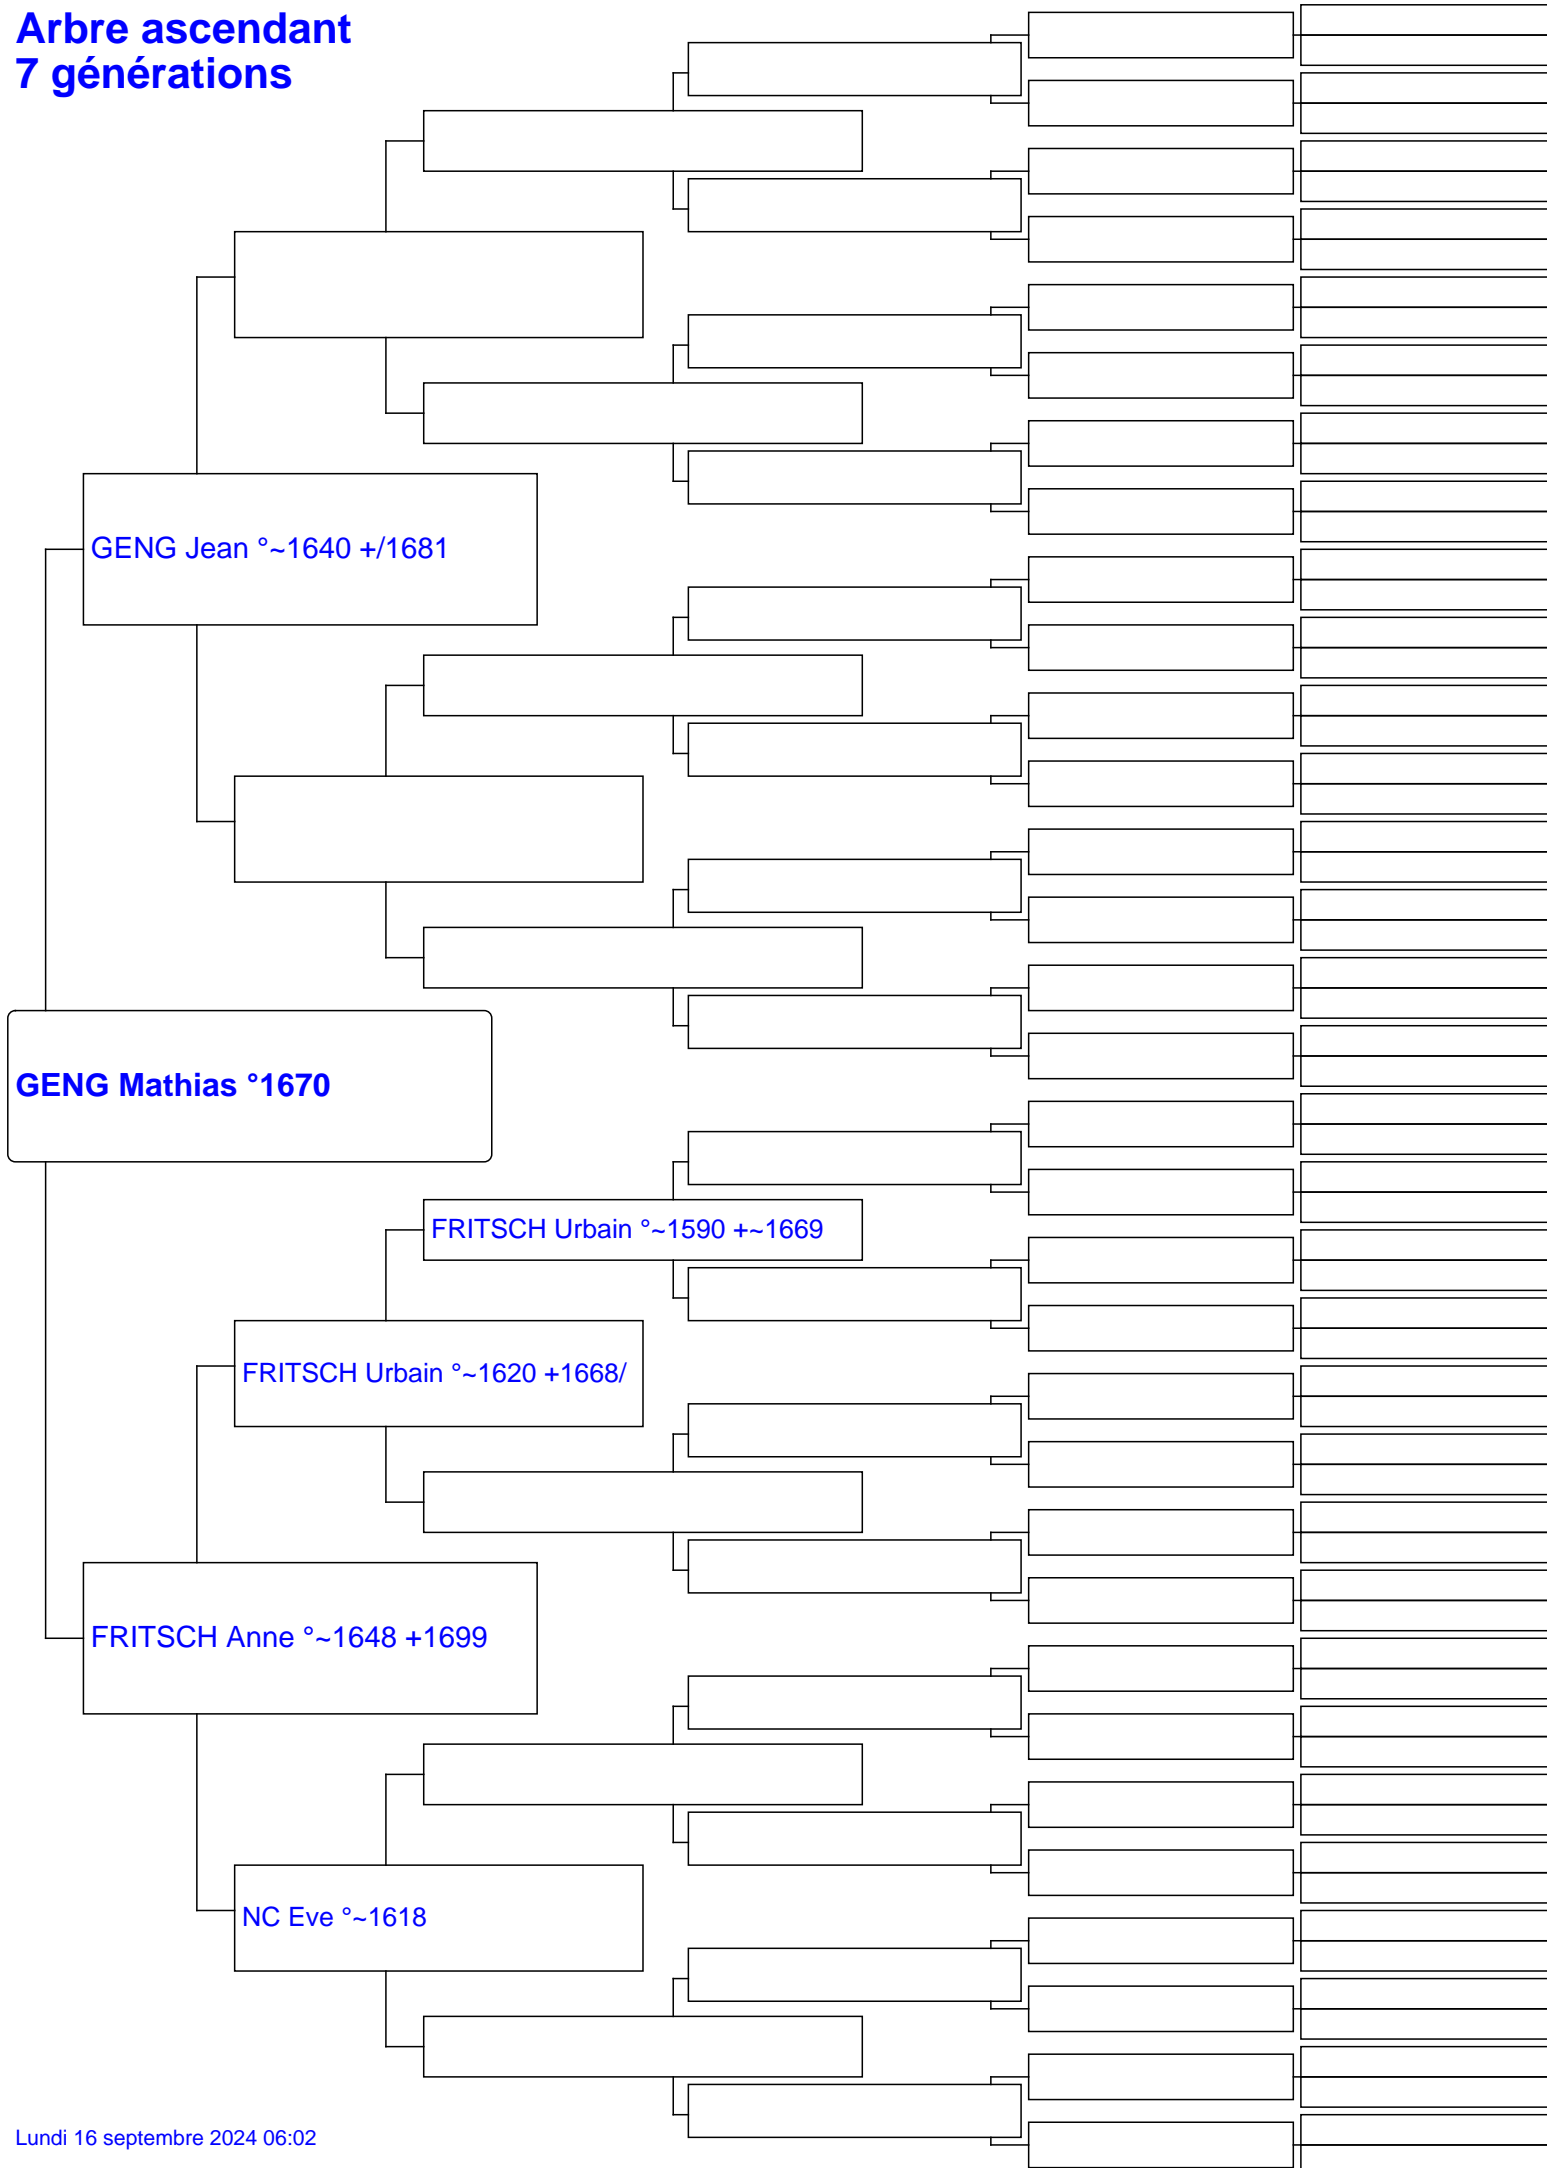 Arbre ascendant
7 générations
GENG Jean °~1640 +/1681
GENG Mathias °1670
FRITSCH Urbain °~1590 +~1669
FRITSCH Urbain °~1620 +1668/
FRITSCH Anne °~1648 +1699
NC Eve °~1618
Lundi 16 septembre 2024 06:02